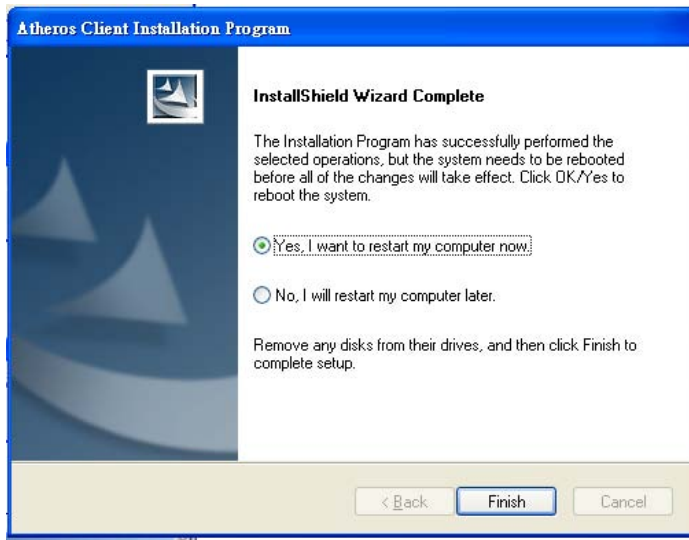 Atheros Client Installation Program
InstallShield Wizard Complete
The Installation Program has successfully performed the
selected operations, but the system needs to be rebooted
before all of the changes will take effect. Click OK/Yes to
reboot the system.
Yes, I want to restart my computer now.
No, I will restart my computer later.
Remove any disks from their drives, and then click Finish to
complete setup.
< Back
Finish
Cancel